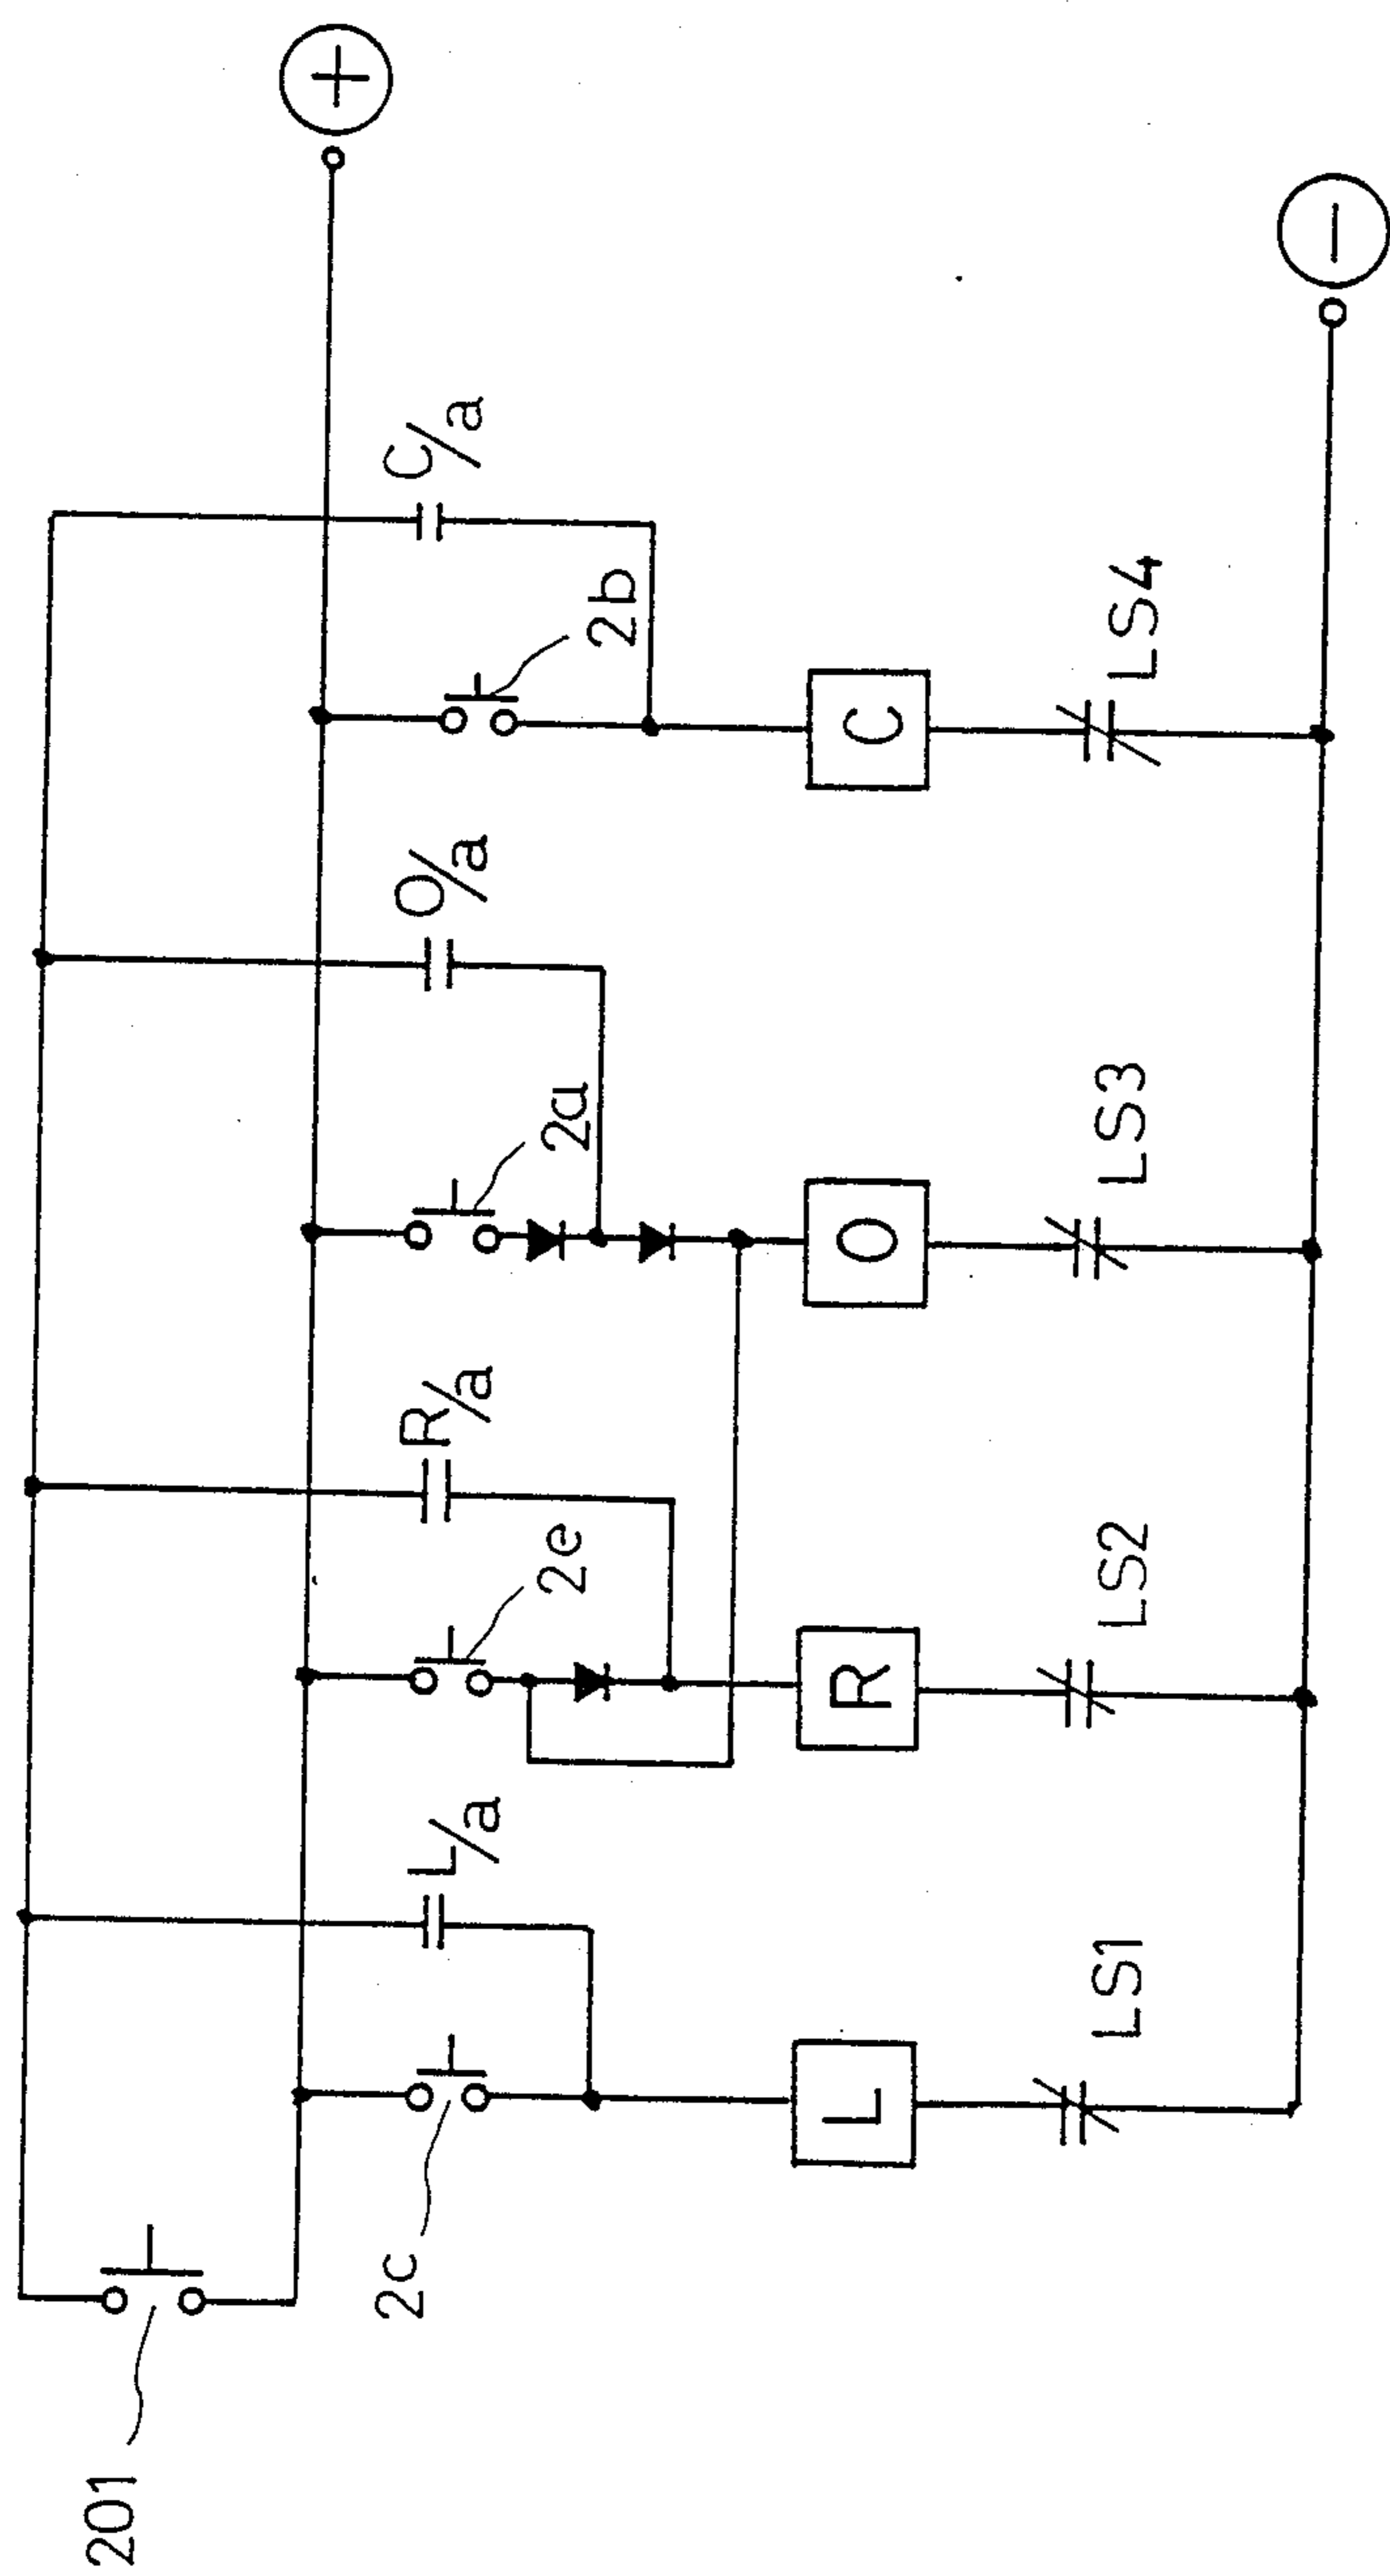 201
+
C/a
O/a
R/a
L/a
2b
2a
2e
2c
C
O
R
L
LS4
LS3
LS2
LS1
−